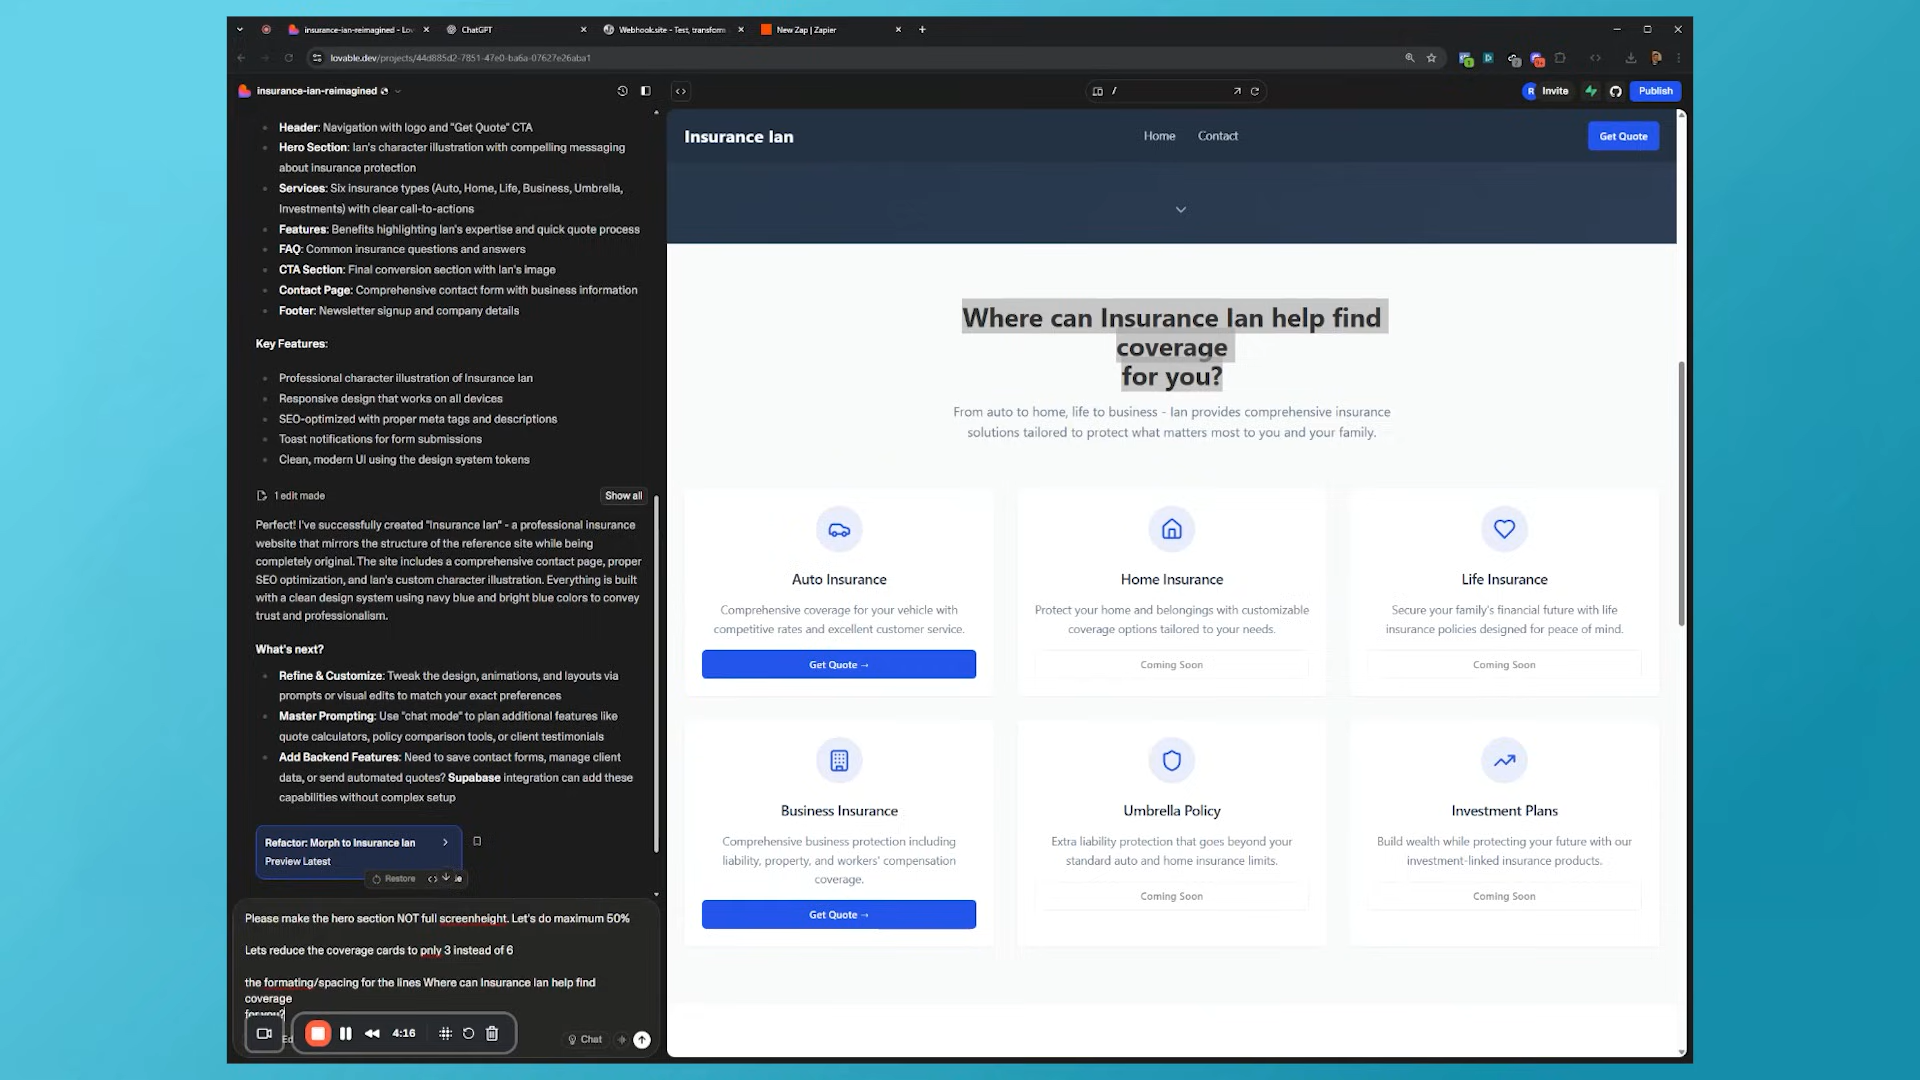 insurance-ian-reimagined - Lov
ChatGPT
Webhook.site - Test, transform
New Zap | Zapier
lovable.dev/projects/44d885d2-7851-47e0-ba6a-07627e26aba1
insurance-ian-reimagined
/
R
Invite
Publish
Header: Navigation with logo and "Get Quote" CTA
Hero Section: Ian's character illustration with compelling messaging
about insurance protection
Services: Six insurance types (Auto, Home, Life, Business, Umbrella,
Investments) with clear call-to-actions
Features: Benefits highlighting Ian's expertise and quick quote process
FAQ: Common insurance questions and answers
CTA Section: Final conversion section with Ian's image
Contact Page: Comprehensive contact form with business information
Footer: Newsletter signup and company details
Key Features:
Professional character illustration of Insurance Ian
Responsive design that works on all devices
SEO-optimized with proper meta tags and descriptions
Toast notifications for form submissions
Clean, modern UI using the design system tokens
1 edit made
Show all
Perfect! I've successfully created "Insurance Ian" - a professional insurance
website that mirrors the structure of the reference site while being
completely original. The site includes a comprehensive contact page, proper
SEO optimization, and Ian's custom character illustration. Everything is built
with a clean design system using navy blue and bright blue colors to convey
trust and professionalism.
What's next?
Refine & Customize: Tweak the design, animations, and layouts via
prompts or visual edits to match your exact preferences
Master Prompting: Use "chat mode" to plan additional features like
quote calculators, policy comparison tools, or client testimonials
Add Backend Features: Need to save contact forms, manage client
data, or send automated quotes? Supabase integration can add these
capabilities without complex setup
Refactor: Morph to Insurance Ian
Preview Latest
Restore
Please make the hero section NOT full screenheight. Let's do maximum 50%
Lets reduce the coverage cards to pnly 3 instead of 6
the formating/spacing for the lines Where can Insurance Ian help find
coverage
for you?
4:16
Chat
Insurance Ian
Home
Contact
Get Quote
Where can Insurance Ian help find
coverage
for you?
From auto to home, life to business - Ian provides comprehensive insurance
solutions tailored to protect what matters most to you and your family.
Auto Insurance
Comprehensive coverage for your vehicle with
competitive rates and excellent customer service.
Get Quote →
Home Insurance
Protect your home and belongings with customizable
coverage options tailored to your needs.
Coming Soon
Life Insurance
Secure your family's financial future with life
insurance policies designed for peace of mind.
Coming Soon
Business Insurance
Comprehensive business protection including
liability, property, and workers' compensation
coverage.
Get Quote →
Umbrella Policy
Extra liability protection that goes beyond your
standard auto and home insurance limits.
Coming Soon
Investment Plans
Build wealth while protecting your future with our
investment-linked insurance products.
Coming Soon